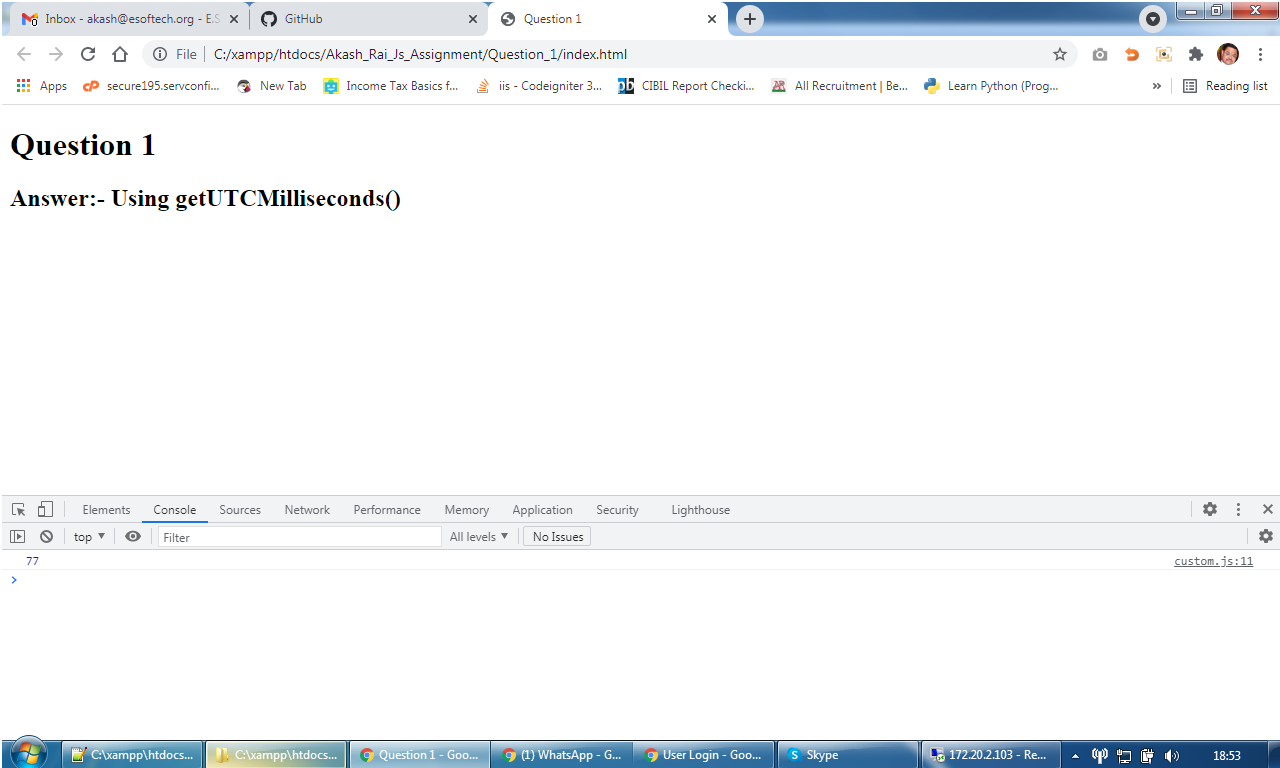 Inbox - akash@esoftech.org - E.S
GitHub
Question 1
File
C:/xampp/htdocs/Akash_Rai_Js_Assignment/Question_1/index.html
Apps
secure195.servconfi...
New Tab
Income Tax Basics f...
iis - Codeigniter 3...
CIBIL Report Checki...
All Recruitment | Be...
Learn Python (Prog...
»
Reading list
Question 1
Answer:- Using getUTCMilliseconds()
Elements
Console
Sources
Network
Performance
Memory
Application
Security
Lighthouse
top
Filter
All levels
No Issues
77
custom.js:11
C:\xampp\htdocs...
C:\xampp\htdocs...
Question 1 - Goo...
(1) WhatsApp - G...
User Login - Goo...
Skype
172.20.2.103 - Re...
18:53